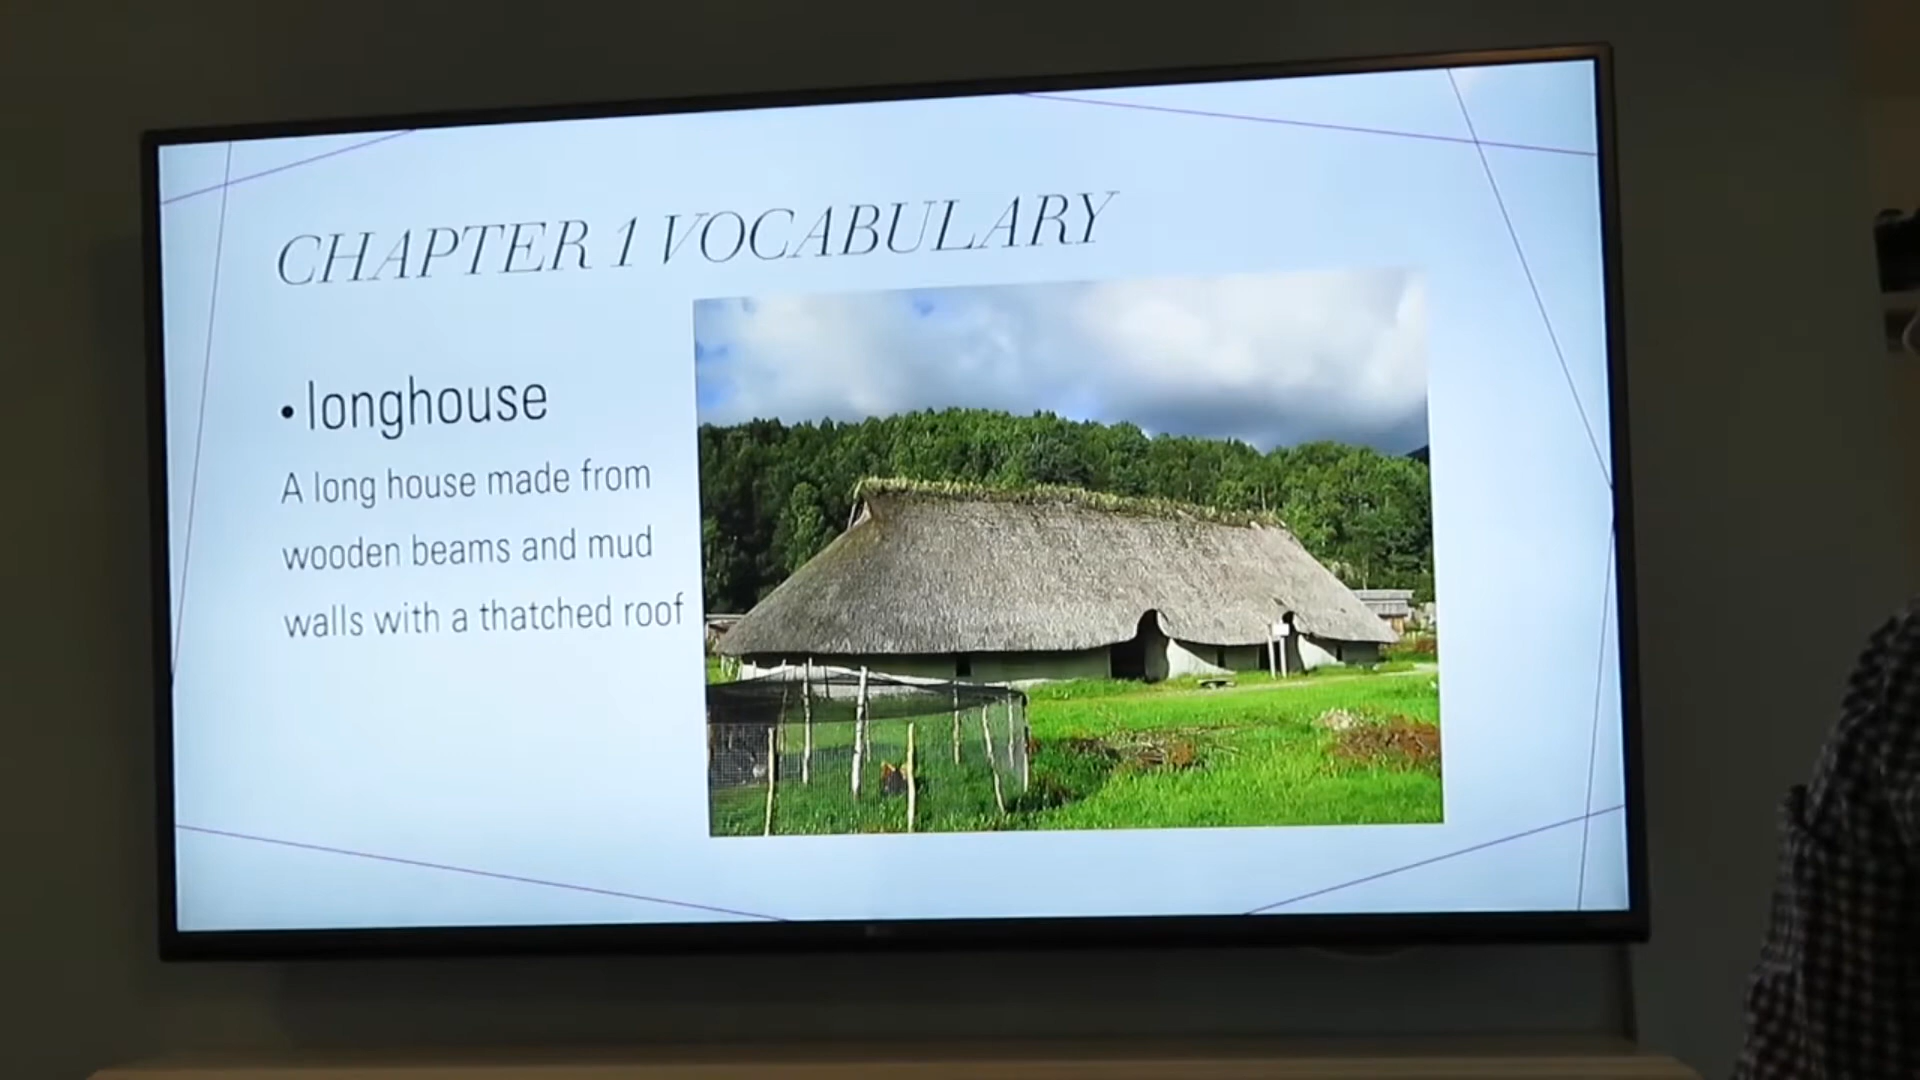 CHAPTER 1 VOCABULARY
• longhouse
A long house made from
wooden beams and mud
walls with a thatched roof